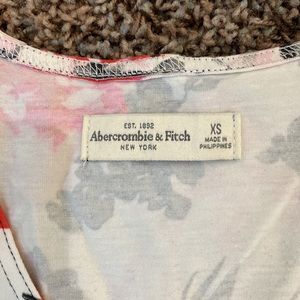 EST. 1892
Abercrombie & Fitch
NEW YORK
XS
MADE IN
PHILIPPINES